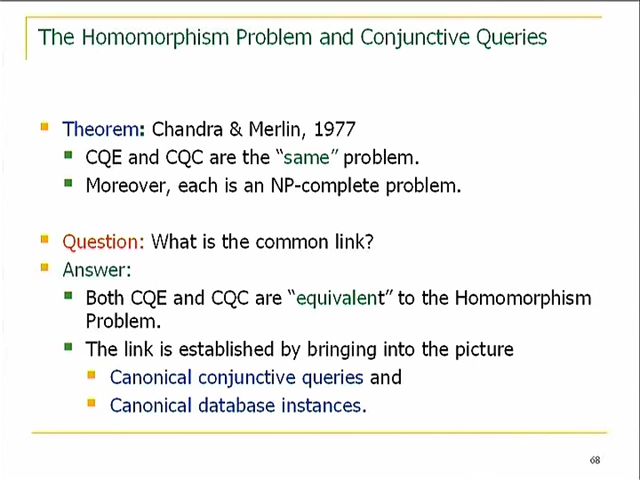 The Homomorphism Problem and Conjunctive Queries
Theorem: Chandra & Merlin, 1977
CQE and CQC are the “same” problem.
Moreover, each is an NP-complete problem.
Question: What is the common link?
Answer:
Both CQE and CQC are “equivalent” to the Homomorphism
Problem.
The link is established by bringing into the picture
Canonical conjunctive queries and
Canonical database instances.
68